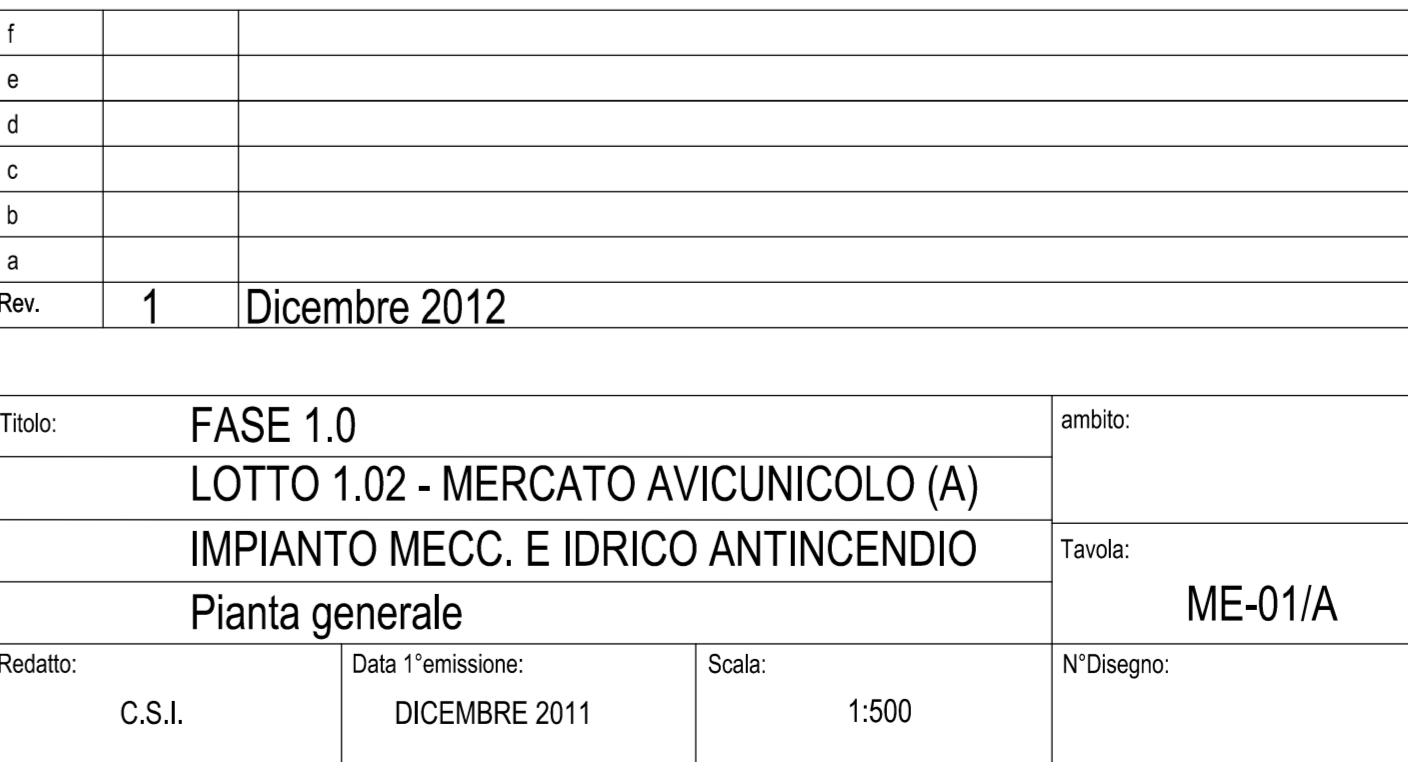 f
e
d
c
b
a
Rev. 1 Dicembre 2012
Titolo: FASE 1.0 ambito:
LOTTO 1.02 - MERCATO AVICUNICOLO (A)
IMPIANTO MECC. E IDRICO ANTINCENDIO Tavola:
Pianta generale ME-01/A
Redatto: Data 1°emissione: Scala: N°Disegno:
C.S.I. DICEMBRE 2011 1:500